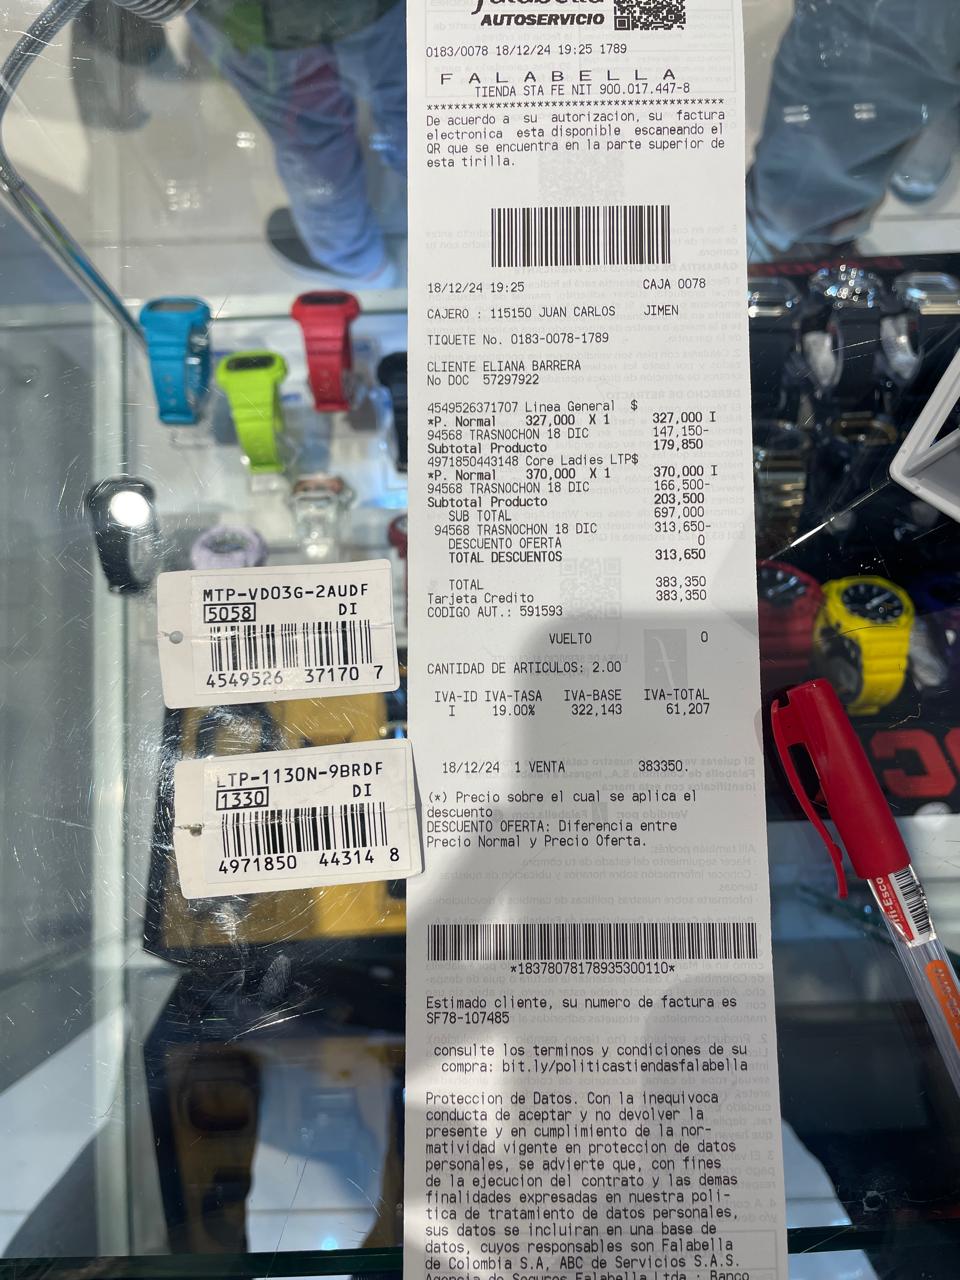 AUTOSERVICIO
0183/0078 18/12/24 19:25 1789
F A L A B E L L A
TIENDA STA FE NIT 900.017.447-8
****************************************************
De acuerdo a su autorizacion, su factura
electronica esta disponible escaneando el
QR que se encuentra en la parte superior de
esta tirilla.
18/12/24 19:25 CAJA 0078
CAJERO : 115150 JUAN CARLOS JIMEN
TIQUETE No. 0183-0078-1789
CLIENTE ELIANA BARRERA
No DOC 57297922
4549526371707 Linea General $
*P. Normal 327,000 X 1 327,000 I
94568 TRASNOCHON 18 DIC 147,150-
Subtotal Producto 179,850
4971850443148 Core Ladies LTP$
*P. Normal 370,000 X 1 370,000 I
94568 TRASNOCHON 18 DIC 166,500-
Subtotal Producto 203,500
SUB TOTAL 697,000
94568 TRASNOCHON 18 DIC 313,650-
DESCUENTO OFERTA
TOTAL DESCUENTOS 313,650
TOTAL 383,350
Tarjeta Credito 383,350
CODIGO AUT.: 591593
VUELTO 0
CANTIDAD DE ARTICULOS: 2.00
IVA-ID IVA-TASA IVA-BASE IVA-TOTAL
I 19.00% 322,143 61,207
18/12/24 1 VENTA 383350.
(*) Precio sobre el cual se aplica el
descuento
DESCUENTO OFERTA: Diferencia entre
Precio Normal y Precio Oferta.
*18378078178935300110*
Estimado cliente, su numero de factura es
SF78-107485
consulte los terminos y condiciones de su
compra: bit.ly/politicastiendasfalabella
Proteccion de Datos. Con la inequivoca
conducta de aceptar y no devolver la
presente y en cumplimiento de la nor-
matividad vigente en proteccion de datos
personales, se advierte que, con fines
de la ejecucion del contrato y las demas
finalidades expresadas en nuestra poli-
tica de tratamiento de datos personales,
sus datos se incluiran en una base de
datos, cuyos responsables son Falabella
de Colombia S.A, ABC de Servicios S.A.S.
Agencia de Seguros Falabella Ltda.; Banco
MTP-VD03G-2AUDF
5058 DI
4549526 37170 7
LTP-1130N-9BRDF
1330 DI
4971850 44314 8